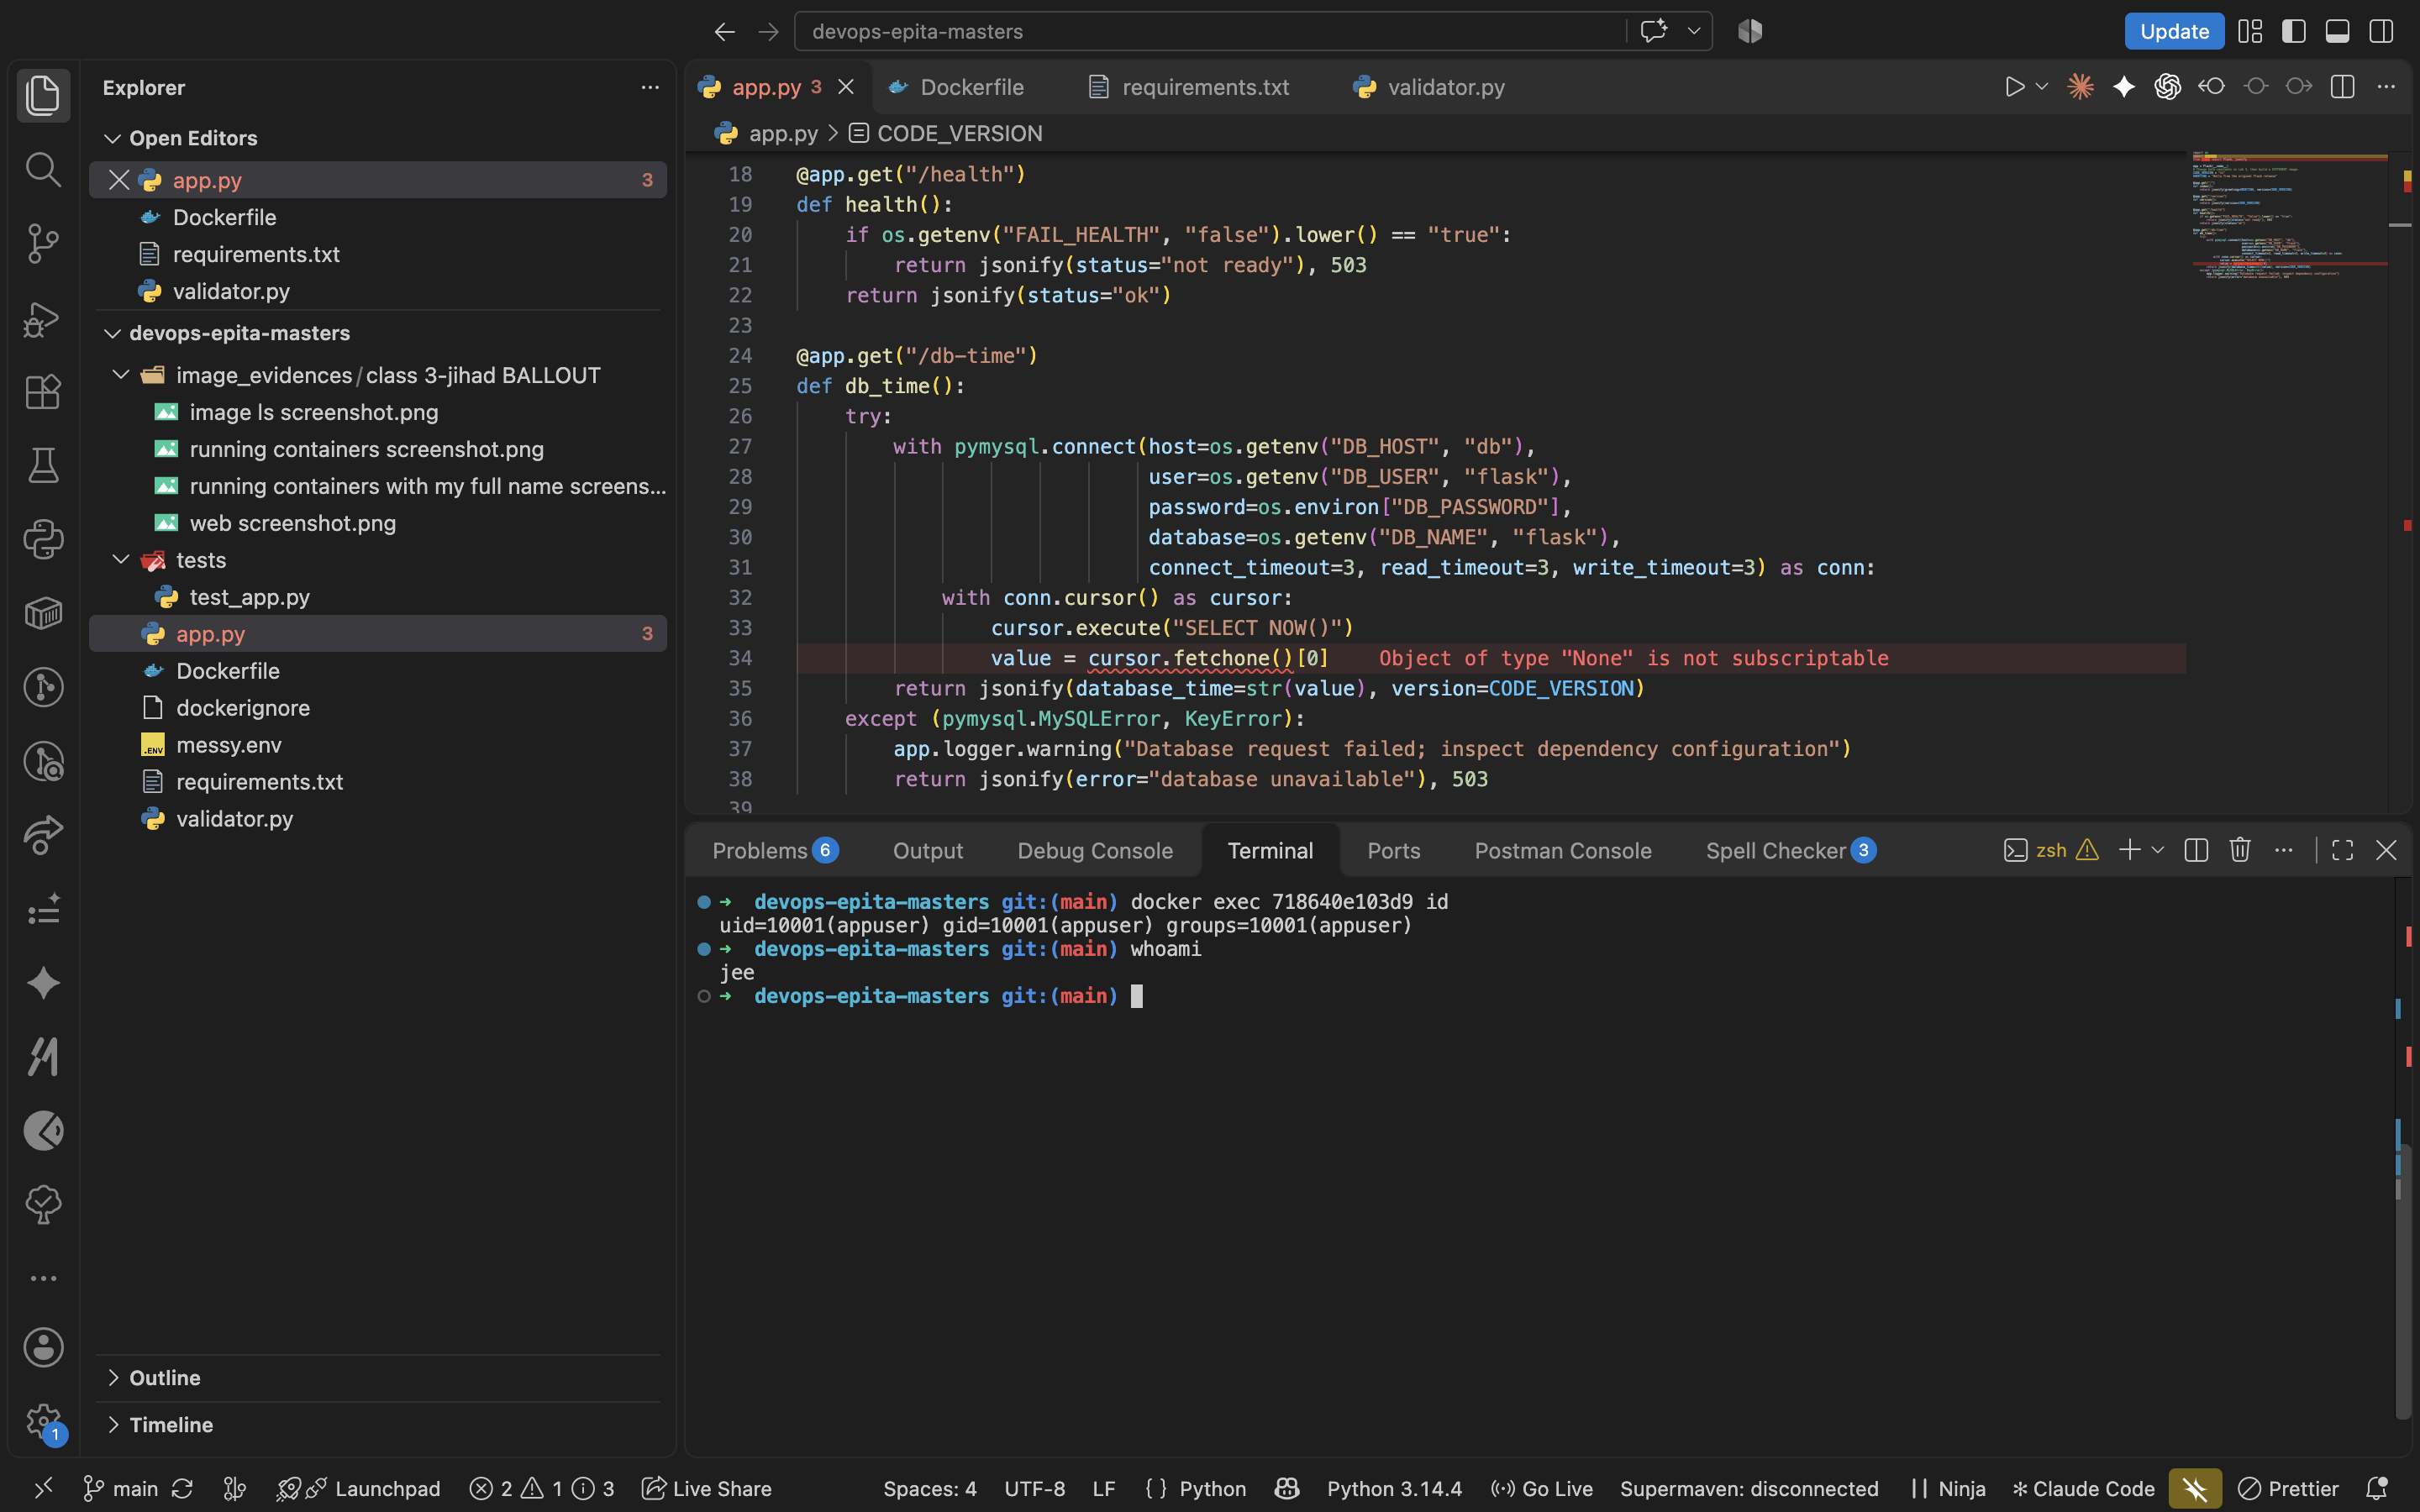 devops-epita-masters
Update
Explorer
Open Editors
app.py 3
Dockerfile
requirements.txt
validator.py
devops-epita-masters
image_evidences / class 3-jihad BALLOUT
image ls screenshot.png
running containers screenshot.png
running containers with my full name screens...
web screenshot.png
tests
test_app.py
app.py 3
Dockerfile
dockerignore
.ENV messy.env
requirements.txt
validator.py
Outline
Timeline
1
app.py 3 Dockerfile requirements.txt validator.py
app.py > CODE_VERSION
18 @app.get("/health")
19 def health():
20 if os.getenv("FAIL_HEALTH", "false").lower() == "true":
21 return jsonify(status="not ready"), 503
22 return jsonify(status="ok")
23
24 @app.get("/db-time")
25 def db_time():
26 try:
27 with pymysql.connect(host=os.getenv("DB_HOST", "db"),
28 user=os.getenv("DB_USER", "flask"),
29 password=os.environ["DB_PASSWORD"],
30 database=os.getenv("DB_NAME", "flask"),
31 connect_timeout=3, read_timeout=3, write_timeout=3) as conn:
32 with conn.cursor() as cursor:
33 cursor.execute("SELECT NOW()")
34 value = cursor.fetchone()[0] Object of type "None" is not subscriptable
35 return jsonify(database_time=str(value), version=CODE_VERSION)
36 except (pymysql.MySQLError, KeyError):
37 app.logger.warning("Database request failed; inspect dependency configuration")
38 return jsonify(error="database unavailable"), 503
39
Problems 6 Output Debug Console Terminal Ports Postman Console Spell Checker 3 zsh
→ devops-epita-masters git:(main) docker exec 718640e103d9 id
uid=10001(appuser) gid=10001(appuser) groups=10001(appuser)
→ devops-epita-masters git:(main) whoami
jee
→ devops-epita-masters git:(main)
main Launchpad 2 1 3 Live Share Spaces: 4 UTF-8 LF {} Python Python 3.14.4 Go Live Supermaven: disconnected Ninja Claude Code Prettier